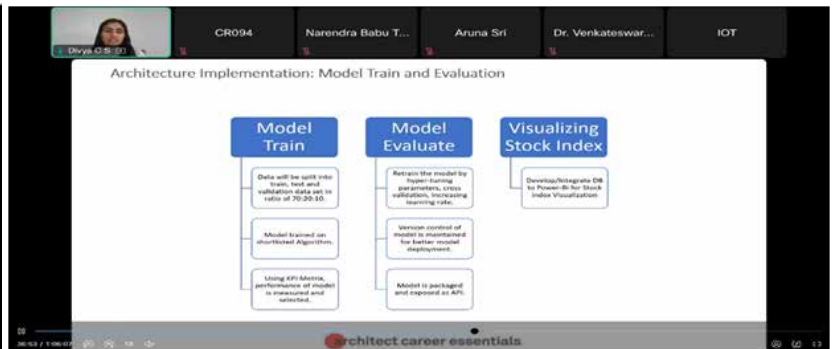 Divya C S
CR094
Narendra Babu T...
Aruna Sri
Dr. Venkateswar...
IOT
Architecture Implementation: Model Train and Evaluation
Model
Train
Data will be split into
train, test and
validation data set in
ratio of 70:20:10.
Model trained on
shortlisted Algorithm.
Using KPI Metrix,
performance of model
is measured and
selected.
Model
Evaluate
Retrain the model by
hyper-tuning
parameters, cross
validation, increasing
learning rate.
Version control of
model is maintained
for better model
deployment.
Model is packaged
and exposed as API.
Visualizing
Stock Index
Develop/Integrate DB
to Power-BI for Stock
Index Visualization
architect career essentials